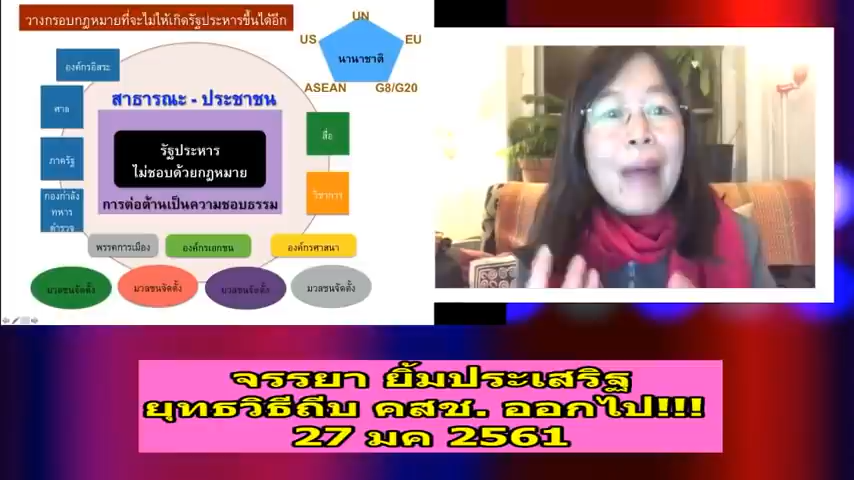 วางกรอบกฎหมายที่จะไม่ให้เกิดรัฐประหารขึ้นได้อีก
UN
US
EU
นานาชาติ
ASEAN
G8/G20
องค์กรอิสระ
ศาล
ภาครัฐ
กองกำลัง
ทหาร
ตำรวจ
สาธารณะ - ประชาชน
รัฐประหาร
ไม่ชอบด้วยกฎหมาย
การต่อต้านเป็นความชอบธรรม
สื่อ
วิชาการ
พรรคการเมือง
องค์กรเอกชน
องค์กรศาสนา
มวลชนจัดตั้ง
มวลชนจัดตั้ง
มวลชนจัดตั้ง
มวลชนจัดตั้ง
จรรยา ยิ้มประเสริฐ
ยุทธวิธีถีบ คสช. ออกไป!!!
27 มค 2561